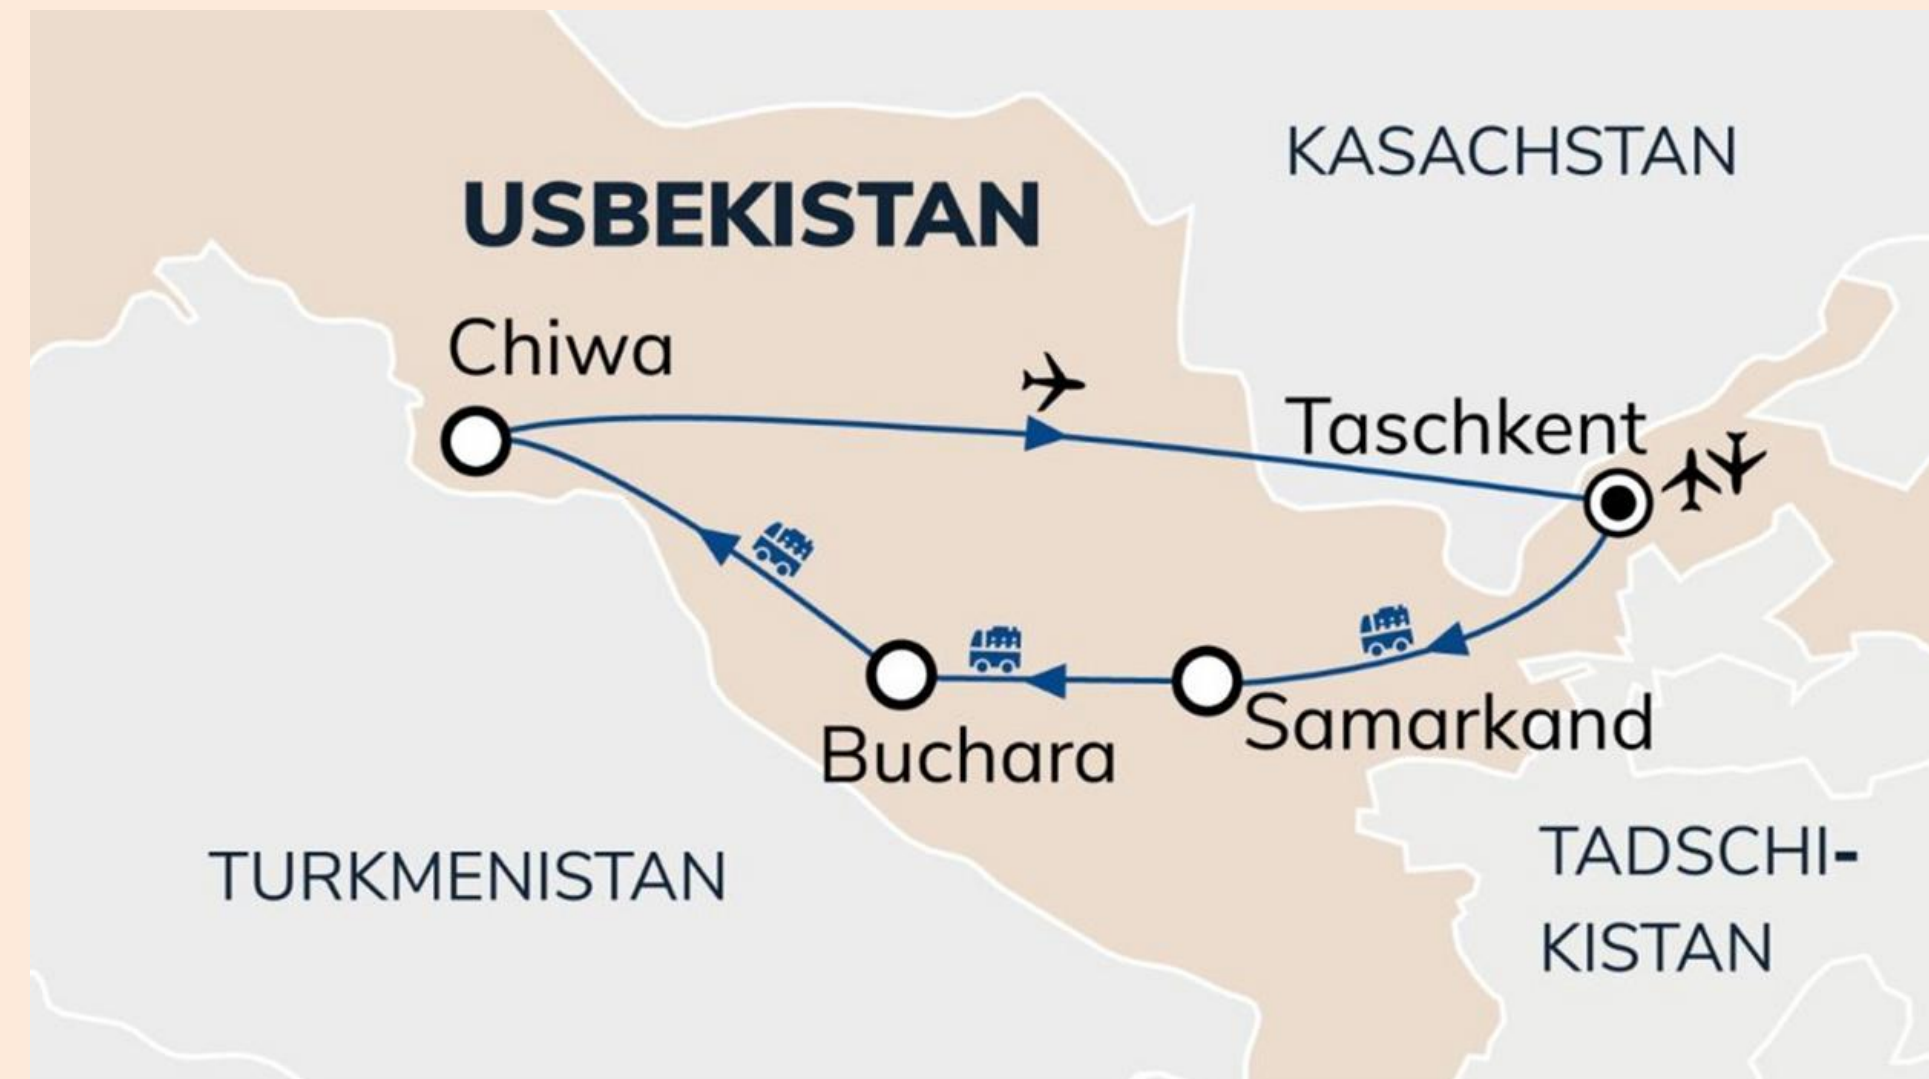 KASACHSTAN
USBEKISTAN
Chiwa
Taschkent
Samarkand
Buchara
TURKMENISTAN
TADSCHI-
KISTAN